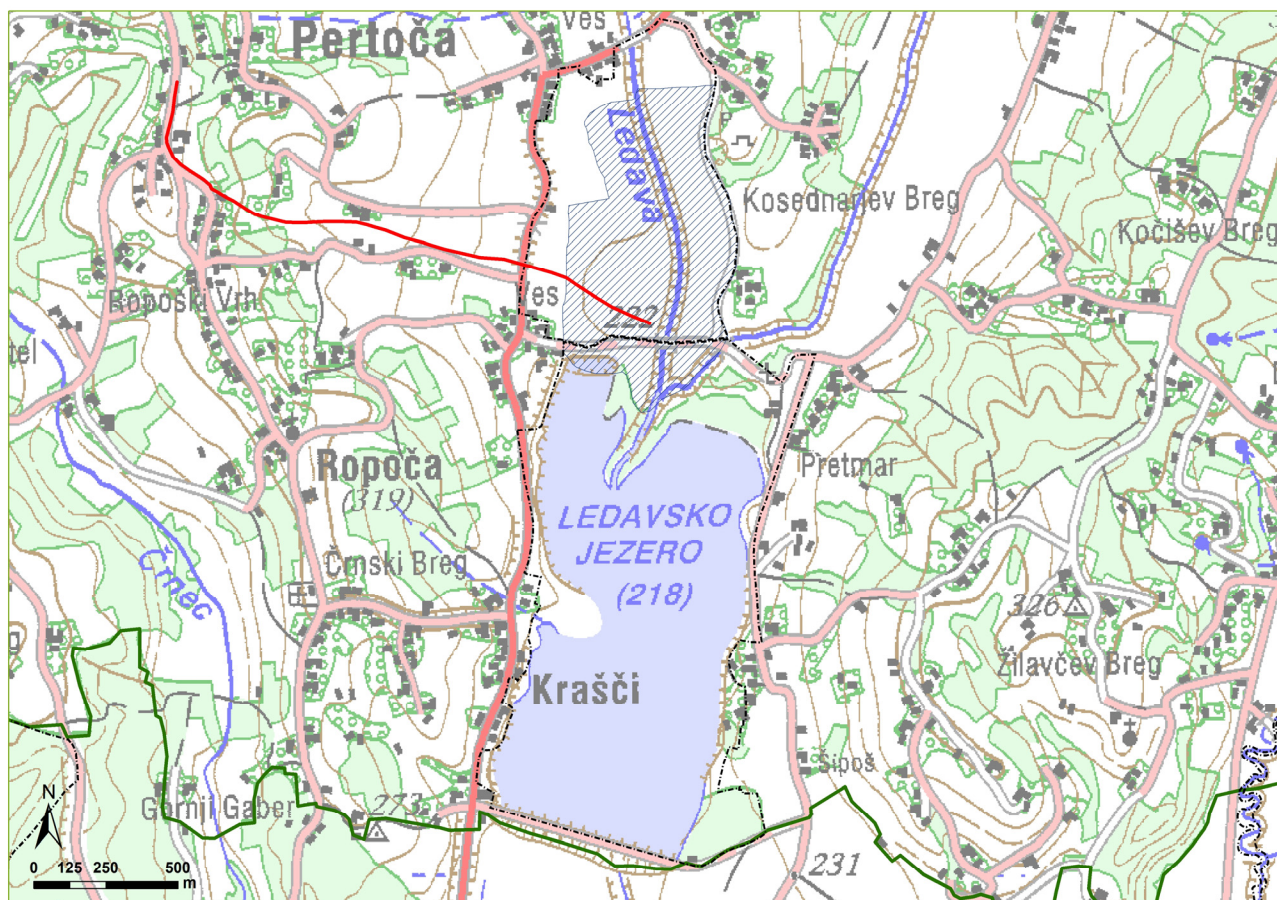 Ves
Pertoča
Ledava
Kosednarjev Breg
Kočišev Breg
Ropoški Vrh
Ves
222
tel
Ropoča
(319)
Pretmar
LEDAVSKO
JEZERO
(218)
Črnec
Črnski Breg
326
Žilavčev Breg
Krašči
Šipoš
Gornji Gaber
273
231
N
0 125 250 500
m